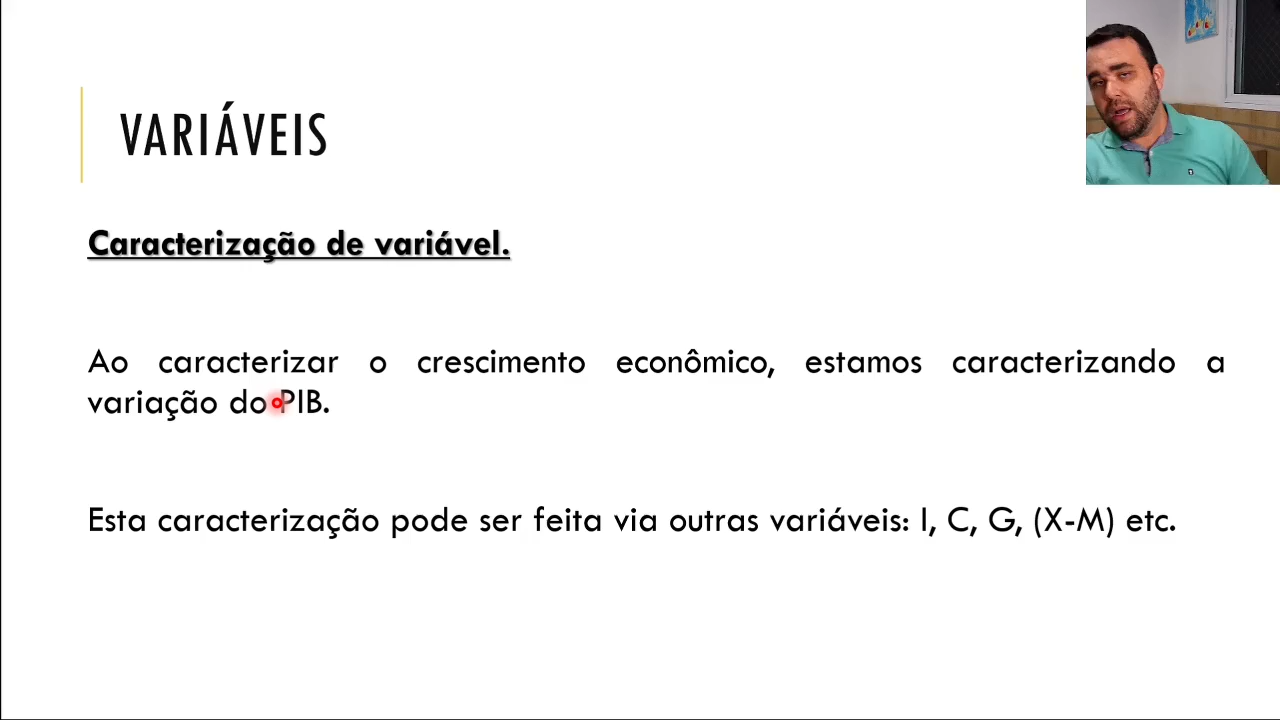 VARIÁVEIS
Caracterização de variável.
Ao caracterizar o crescimento econômico, estamos caracterizando a
variação do PIB.
Esta caracterização pode ser feita via outras variáveis: I, C, G, (X-M) etc.